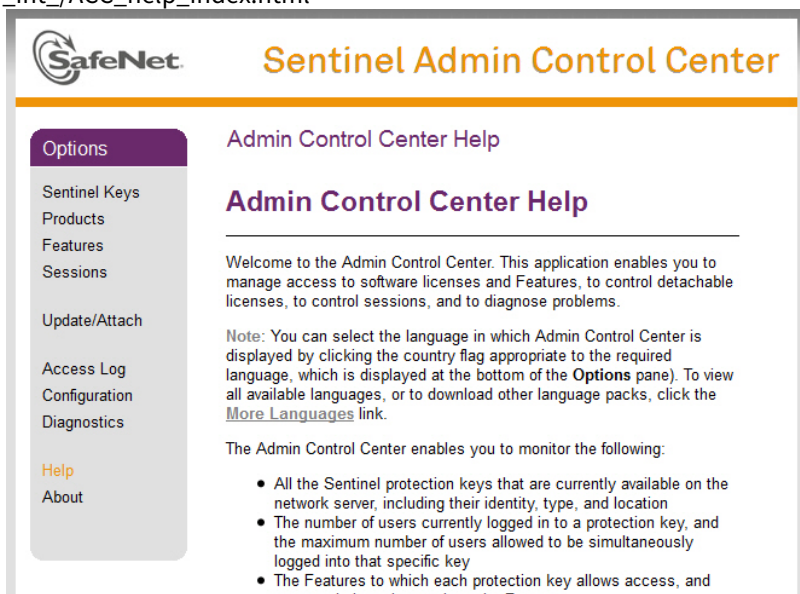 _int_/ACC_help_index.html
SafeNet.
Sentinel Admin Control Center
Options
Sentinel Keys
Products
Features
Sessions
Update/Attach
Access Log
Configuration
Diagnostics
Help
About
Admin Control Center Help
Admin Control Center Help
Welcome to the Admin Control Center. This application enables you to
manage access to software licenses and Features, to control detachable
licenses, to control sessions, and to diagnose problems.
Note: You can select the language in which Admin Control Center is
displayed by clicking the country flag appropriate to the required
language, which is displayed at the bottom of the Options pane). To view
all available languages, or to download other language packs, click the
More Languages link.
The Admin Control Center enables you to monitor the following:
All the Sentinel protection keys that are currently available on the
network server, including their identity, type, and location
The number of users currently logged in to a protection key, and
the maximum number of users allowed to be simultaneously
logged into that specific key
The Features to which each protection key allows access, and